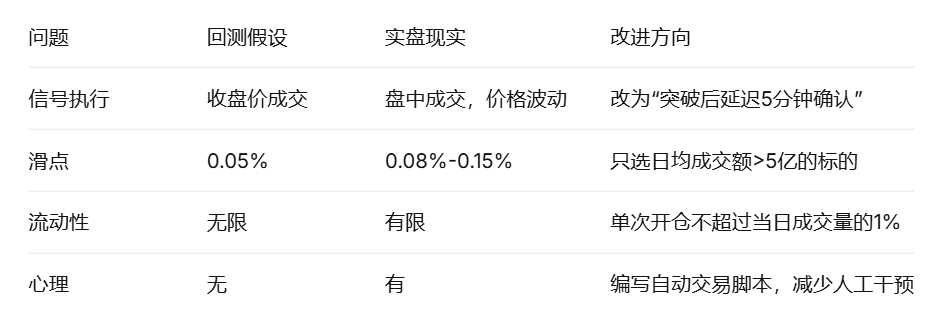 问题 回测假设 实盘现实 改进方向
信号执行 收盘价成交 盘中成交，价格波动 改为“突破后延迟5分钟确认”
滑点 0.05% 0.08%-0.15% 只选日均成交额>5亿的标的
流动性 无限 有限 单次开仓不超过当日成交量的1%
心理 无 有 编写自动交易脚本，减少人工干预